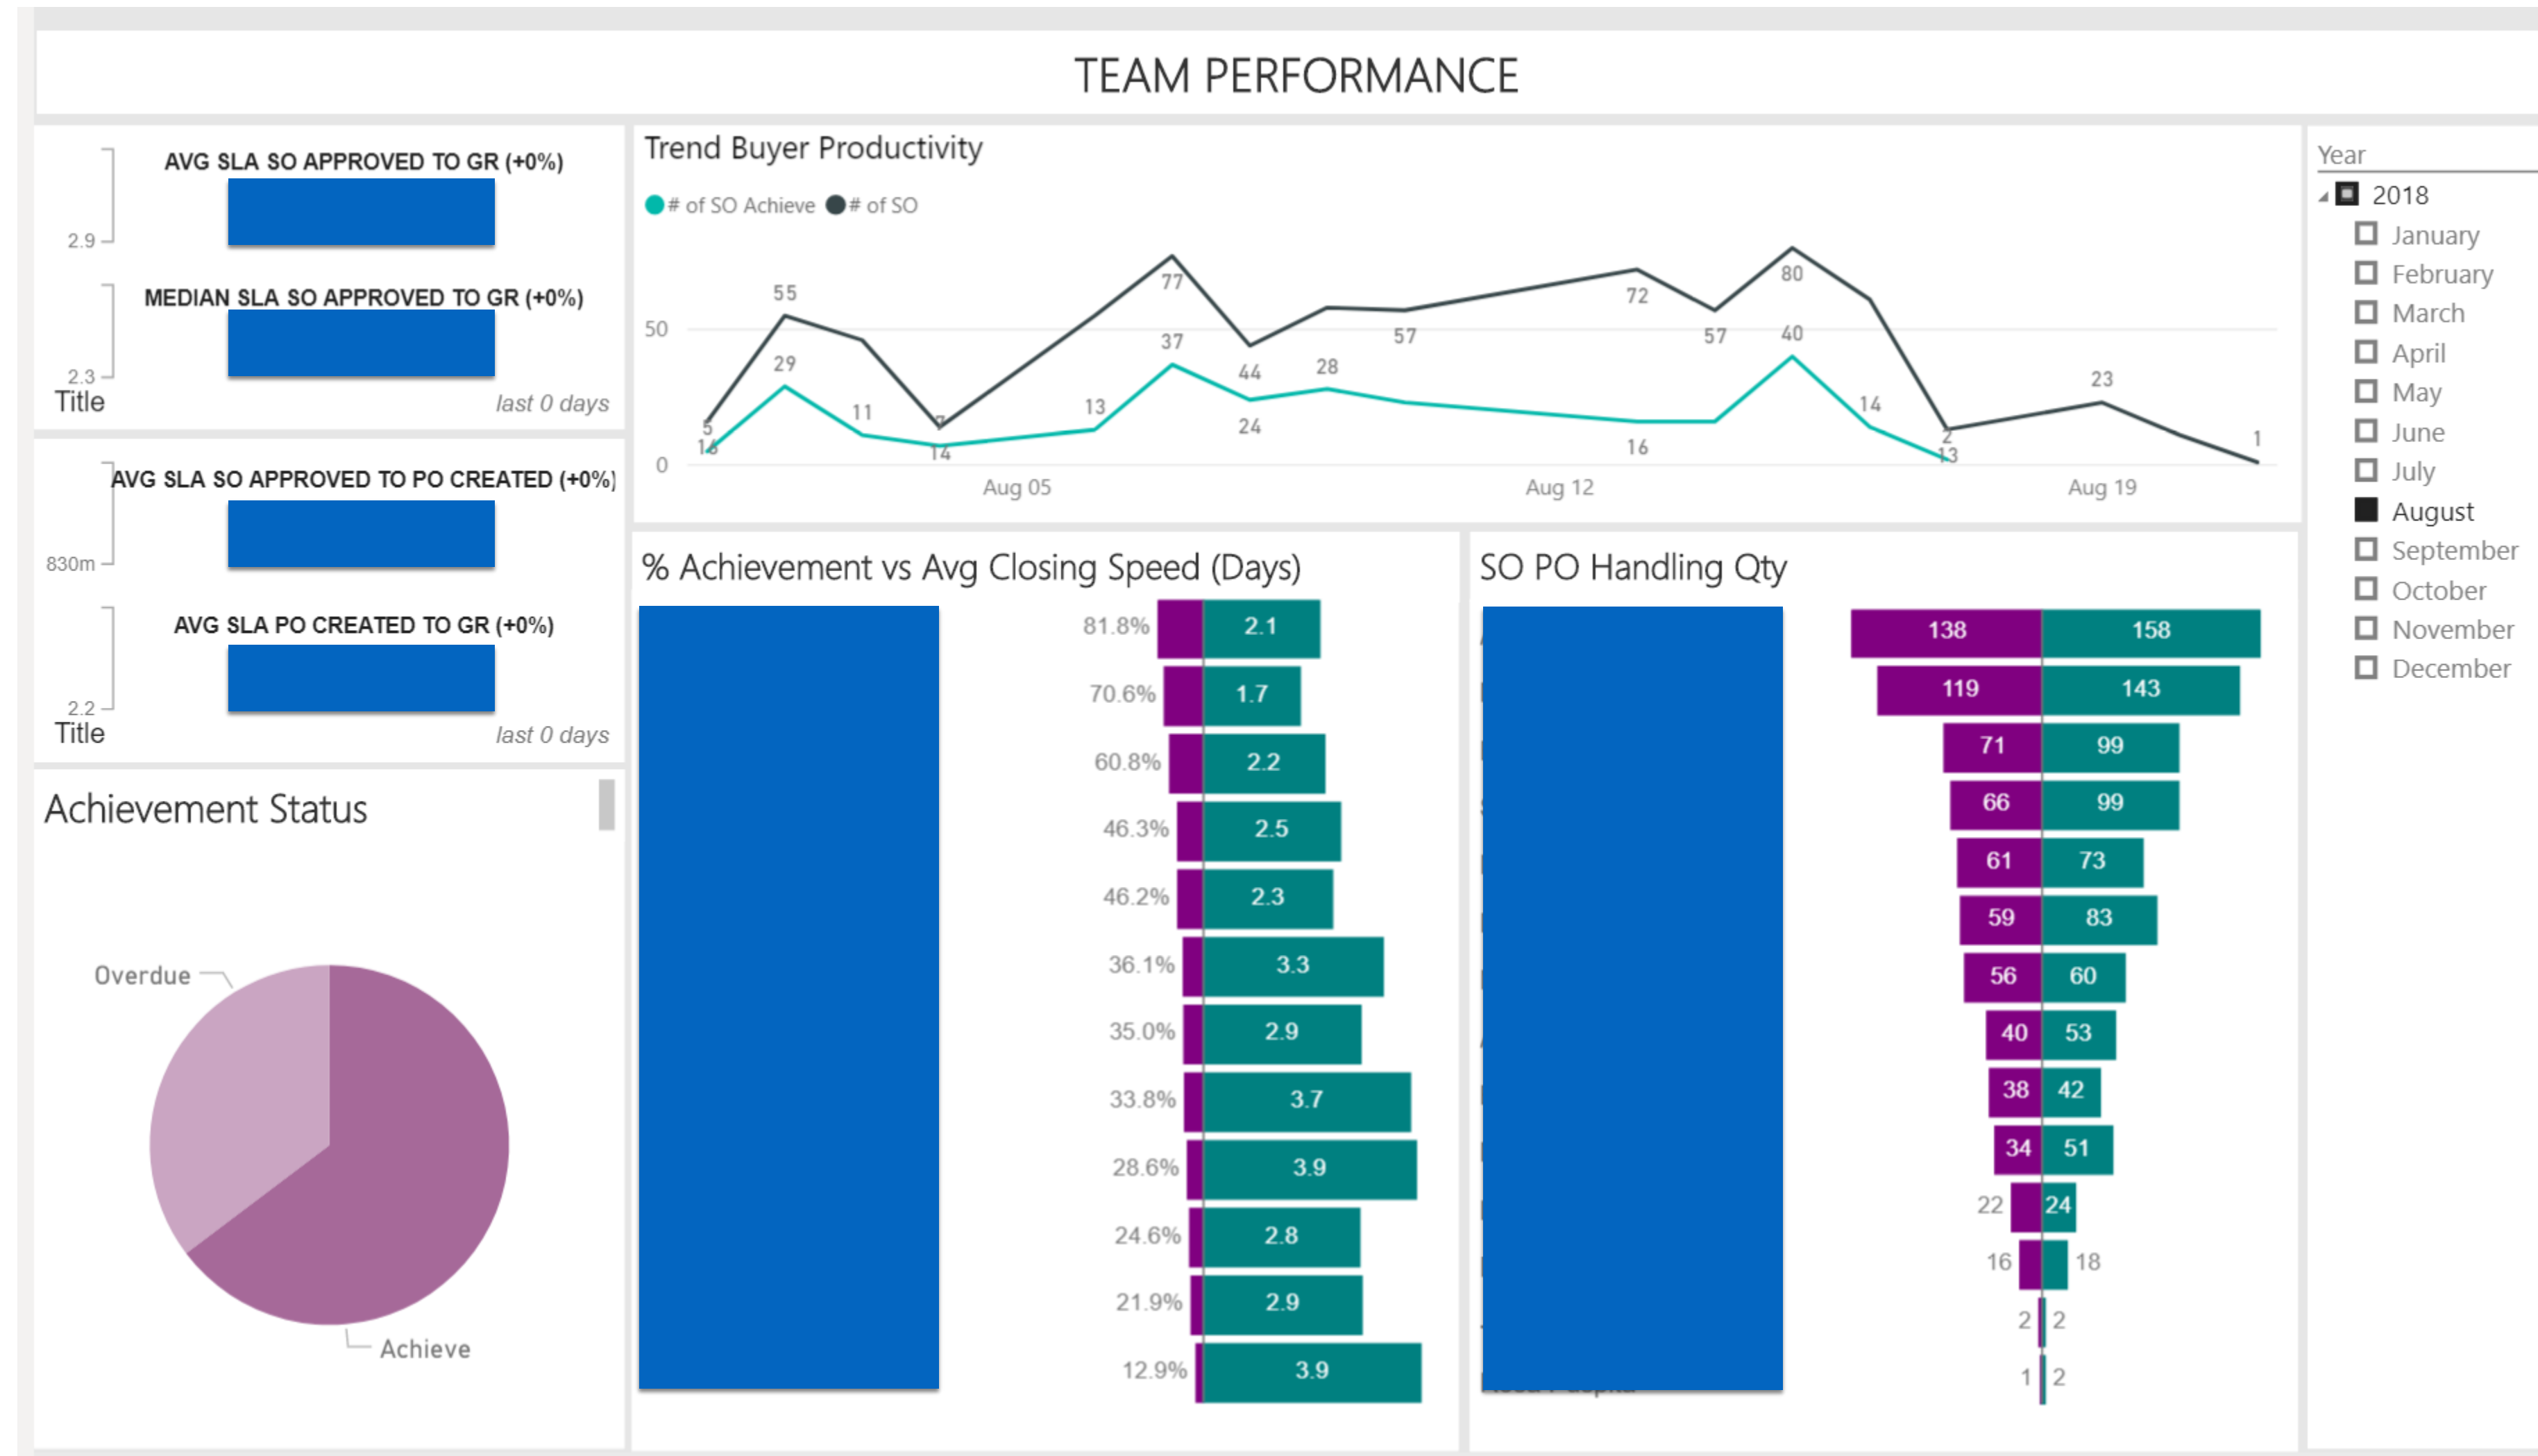 TEAM PERFORMANCE
AVG SLA SO APPROVED TO GR (+0%)
2.9
MEDIAN SLA SO APPROVED TO GR (+0%)
2.3
Title
last 0 days
AVG SLA SO APPROVED TO PO CREATED (+0%)
830m
AVG SLA PO CREATED TO GR (+0%)
2.2
Title
last 0 days
Achievement Status
Overdue
Achieve
Trend Buyer Productivity
# of SO Achieve # of SO
50
0
5
16
55
29
11
7
14
13
77
37
44
24
28
57
72
16
57
80
40
14
2
13
23
1
Aug 05 Aug 12 Aug 19
% Achievement vs Avg Closing Speed (Days)
81.8% 2.1
70.6% 1.7
60.8% 2.2
46.3% 2.5
46.2% 2.3
36.1% 3.3
35.0% 2.9
33.8% 3.7
28.6% 3.9
24.6% 2.8
21.9% 2.9
12.9% 3.9
SO PO Handling Qty
138 158
119 143
71 99
66 99
61 73
59 83
56 60
40 53
38 42
34 51
22 24
16 18
2 2
1 2
Year
2018
January
February
March
April
May
June
July
August
September
October
November
December